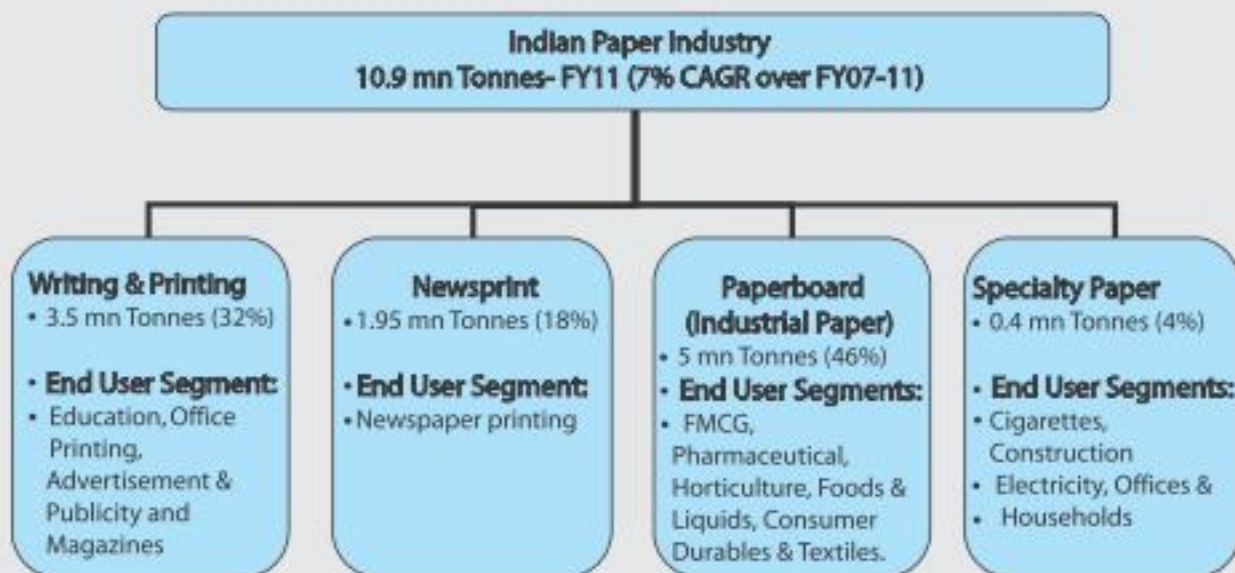 Indian Paper Industry
10.9 mn Tonnes- FY11 (7% CAGR over FY07-11)
Writing & Printing
• 3.5 mn Tonnes (32%)
• End User Segment:
• Education, Office
Printing,
Advertisement &
Publicity and
Magazines
Newsprint
•1.95 mn Tonnes (18%)
• End User Segment:
•Newspaper printing
Paperboard
(Industrial Paper)
• 5 mn Tonnes (46%)
• End User Segments:
• FMCG,
Pharmaceutical,
Horticulture, Foods &
Liquids, Consumer
Durables & Textiles.
Specialty Paper
• 0.4 mn Tonnes (4%)
• End User Segments:
• Cigarettes,
Construction
• Electricity, Offices &
• Households